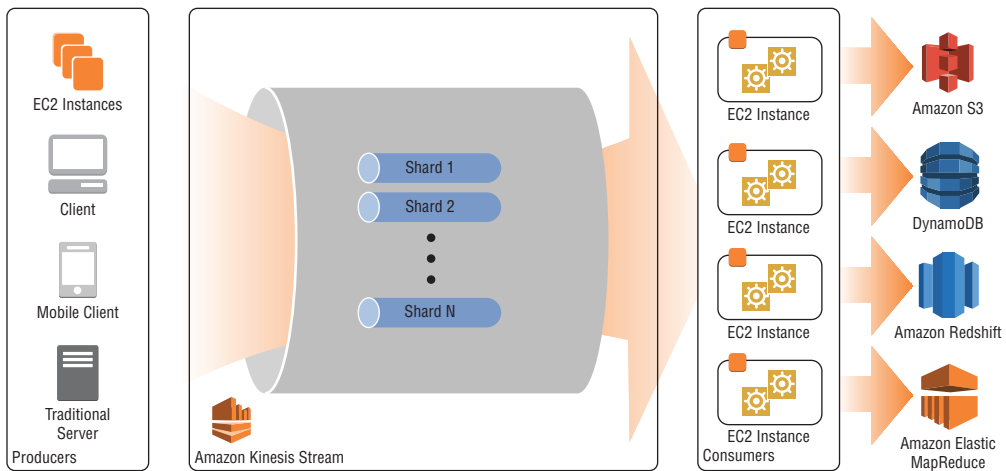 EC2 Instances
Client
Mobile Client
Traditional
Server
Producers
Shard 1
Shard 2
Shard N
Amazon Kinesis Stream
EC2 Instance
EC2 Instance
EC2 Instance
EC2 Instance
Consumers
Amazon S3
DynamoDB
Amazon Redshift
Amazon Elastic
MapReduce